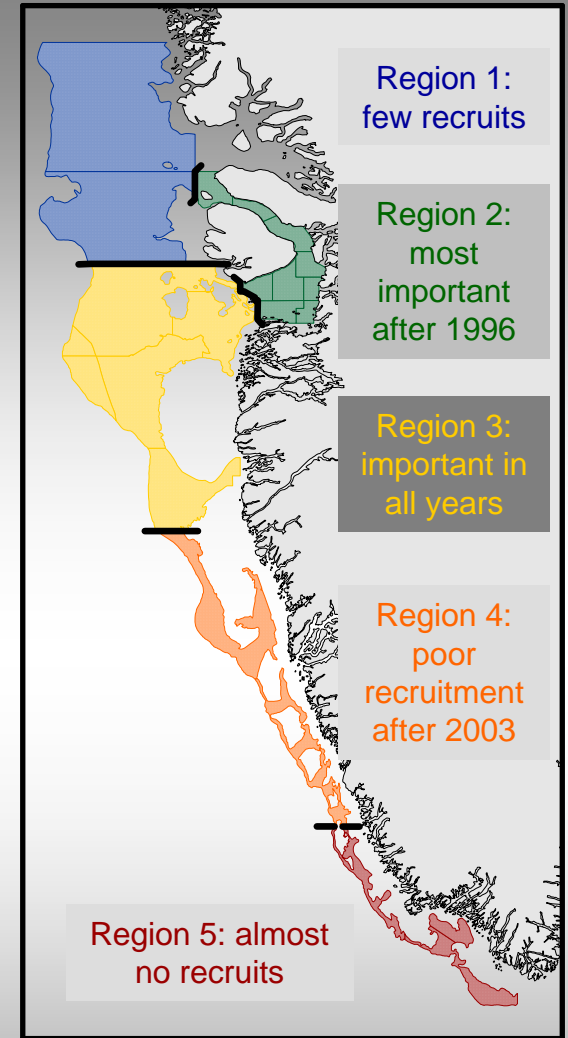 Region 1:
few recruits
Region 2:
most
important
after 1996
Region 3:
important in
all years
Region 4:
poor
recruitment
after 2003
Region 5: almost
no recruits